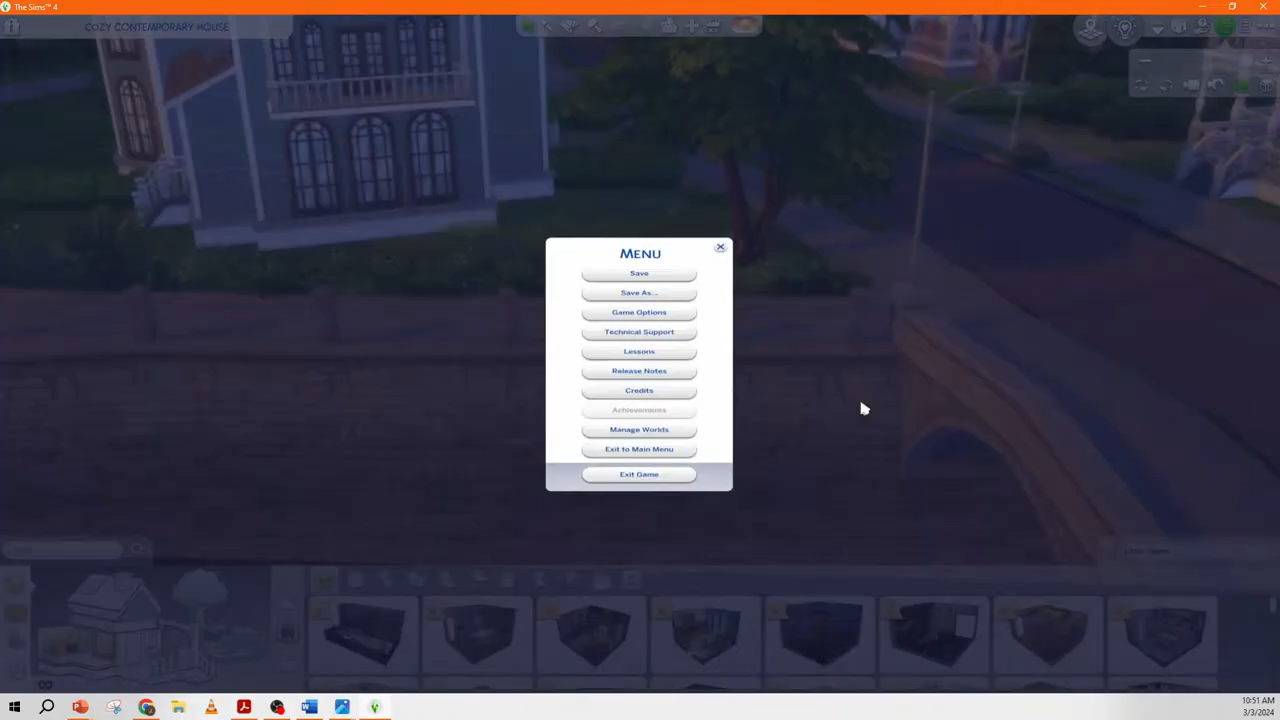 The Sims™ 4
COZY CONTEMPORARY HOUSE
MENU
Save
Save As...
Game Options
Technical Support
Lessons
Release Notes
Credits
Achievements
Manage Worlds
Exit to Main Menu
Exit Game
10:51 AM
3/3/2024